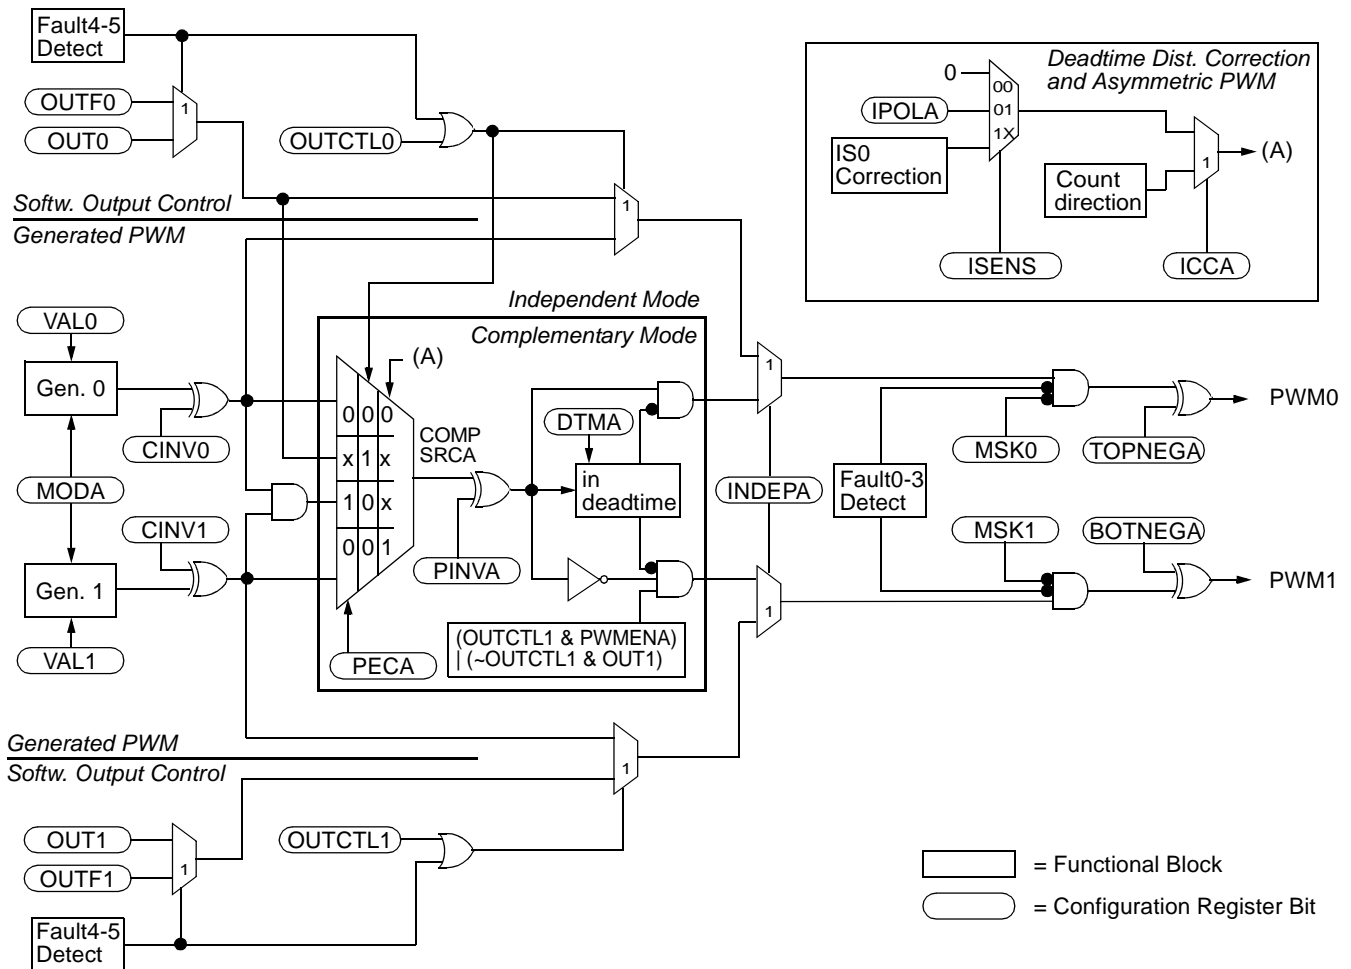 Fault4-5
Detect
OUTF0
OUT0
1
OUTCTL0
Softw. Output Control
Generated PWM
1
Deadtime Dist. Correction
and Asymmetric PWM
0
00
IPOLA
01
1X
IS0
Correction
Count
direction
1
(A)
ISENS
ICCA
Independent Mode
Complementary Mode
VAL0
Gen. 0
CINV0
MODA
CINV1
Gen. 1
VAL1
(A)
0 0 0
x 1 x
1 0 x
0 0 1
COMP
SRCA
PINVA
PECA
DTMA
in
deadtime
(OUTCTL1 & PWMENA)
| (~OUTCTL1 & OUT1)
1
INDEPA
1
MSK0
Fault0-3
Detect
MSK1
TOPNEGA
BOTNEGA
PWM0
PWM1
Generated PWM
Softw. Output Control
1
OUT1
OUTF1
1
OUTCTL1
Fault4-5
Detect
= Functional Block
= Configuration Register Bit